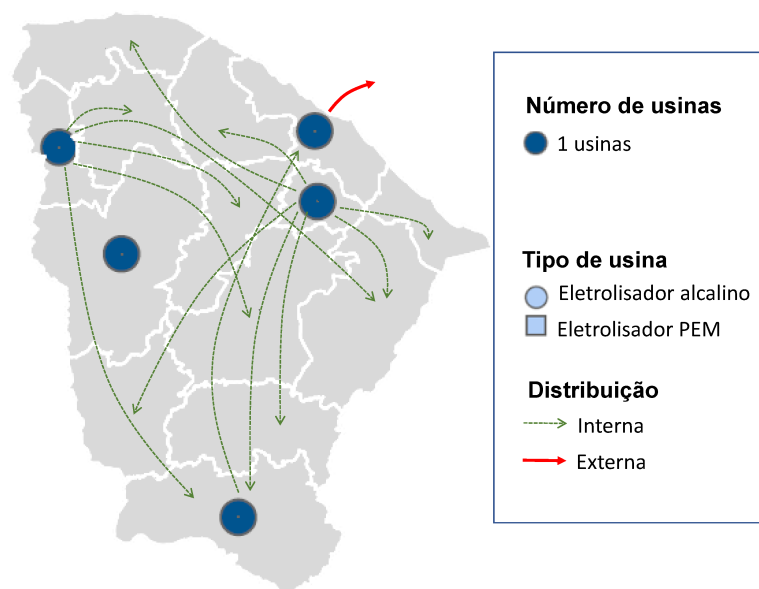 Número de usinas
1 usinas
Tipo de usina
Eletrolisador alcalino
Eletrolisador PEM
Distribuição
Interna
Externa